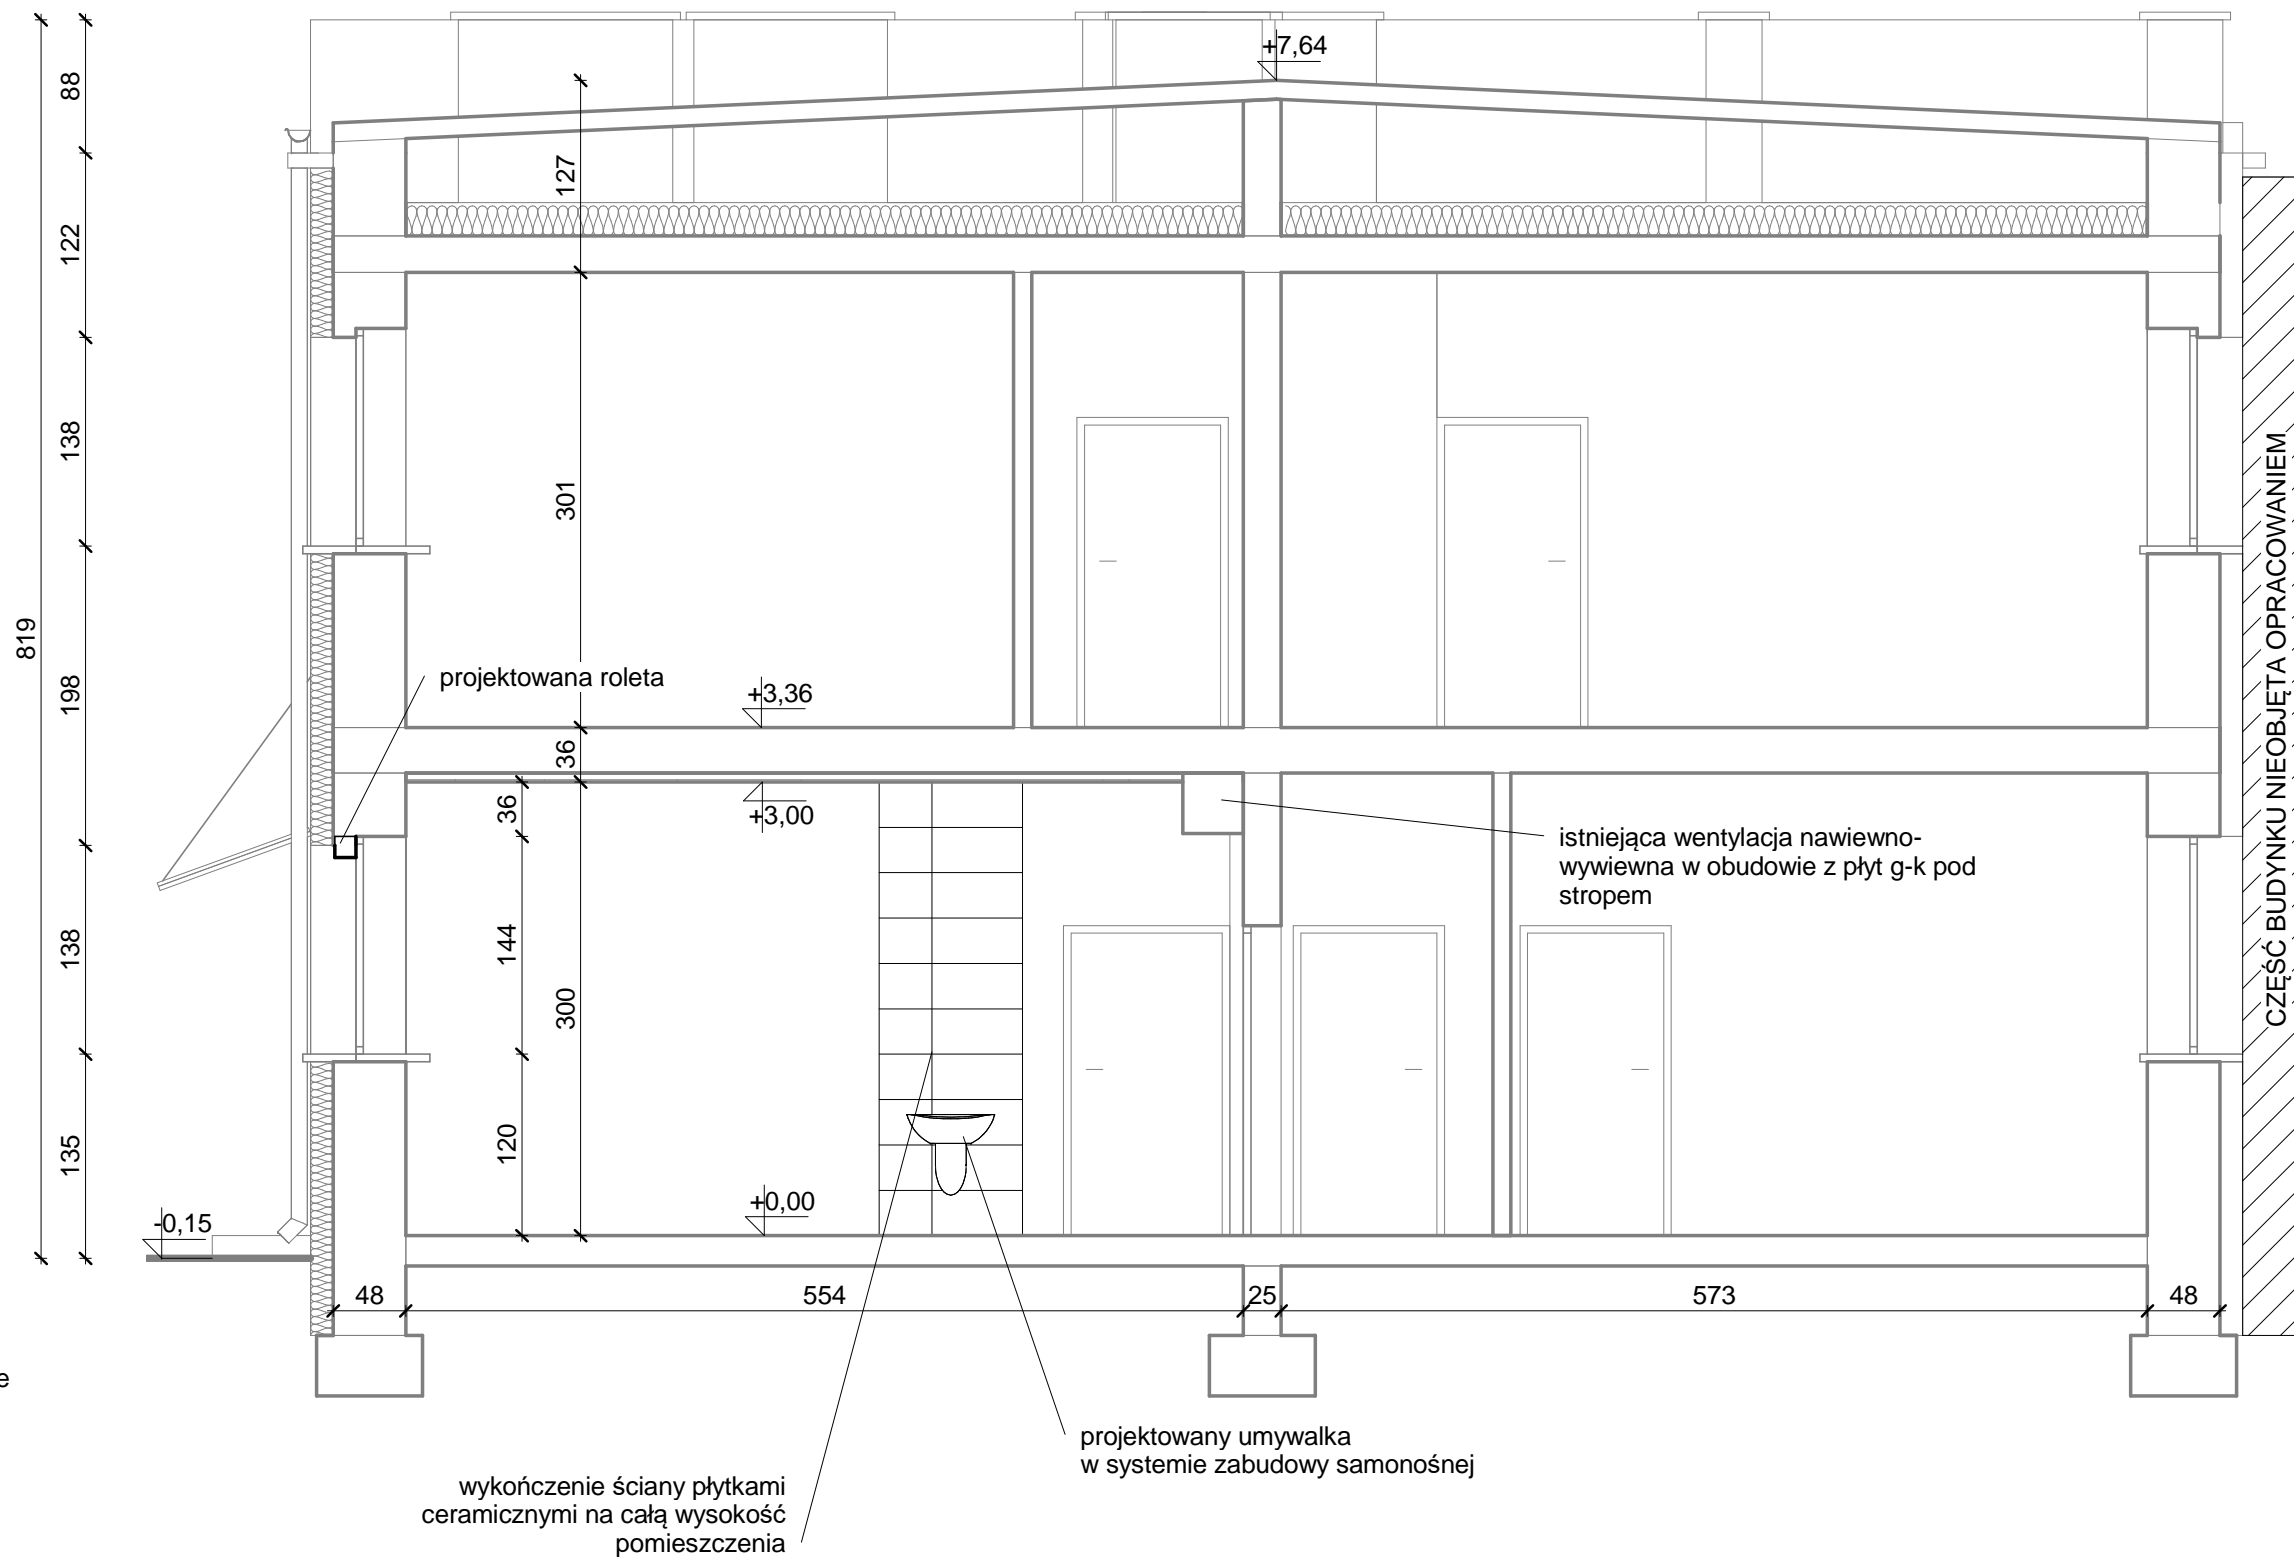 +7,64
88
127
122
138
301
819
198
projektowana roleta
+3,36
36
36
+3,00
istniejąca wentylacja nawiewno-
wywiewna w obudowie z płyt g-k pod
stropem
CZĘŚĆ BUDYNKU NIEOBJĘTA OPRACOWANIEM
138
144
300
135
120
+0,00
-0,15
48
554
25
573
48
e
projektowany umywalka
w systemie zabudowy samonośnej
wykończenie ściany płytkami
ceramicznymi na całą wysokość
pomieszczenia